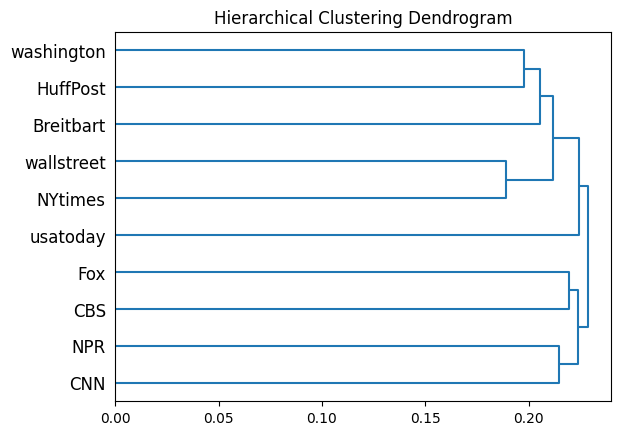 Hierarchical Clustering Dendrogram
washington
HuffPost
Breitbart
wallstreet
NYtimes
usatoday
Fox
CBS
NPR
CNN
0.00 0.05 0.10 0.15 0.20